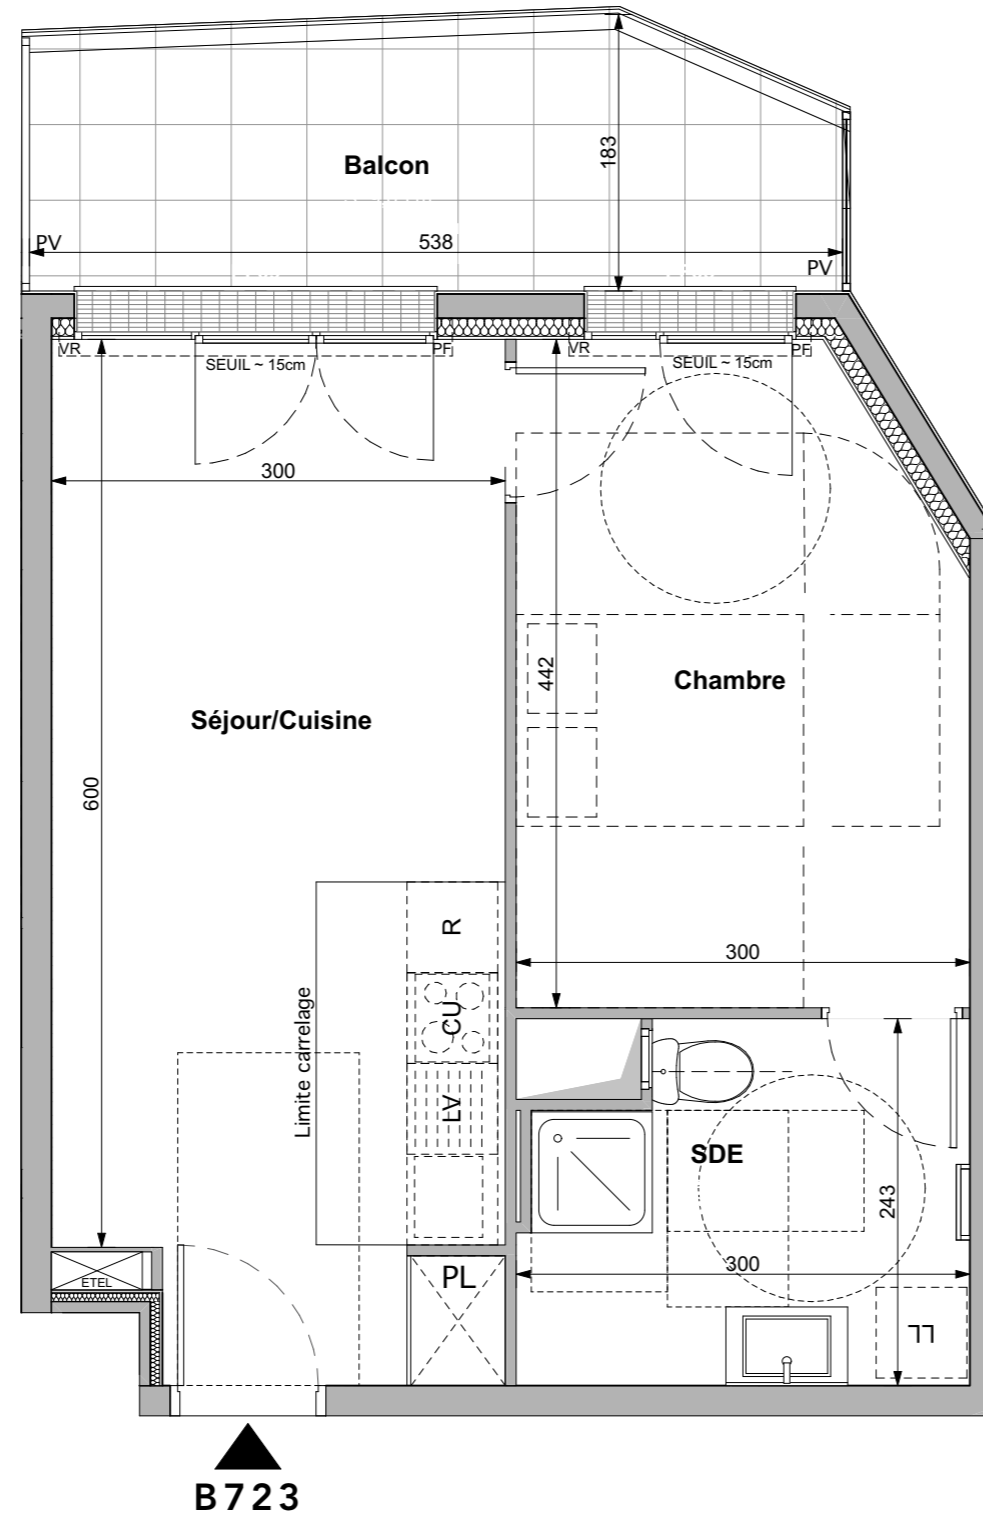 183
Balcon
538
PV
PV
VR
PF
VR
PF
SEUIL ~ 15cm
SEUIL ~ 15cm
300
442
Chambre
Séjour/Cuisine
600
R
300
CU
Limite carrelage
LV
SDE
243
300
ETEL
PL
LL
B723